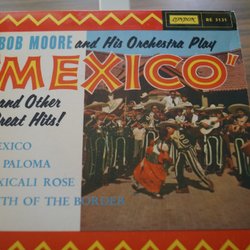 LONDON
RE 1131
BOB MOORE and His Orchestra Play
MEXICO"
and Other
Great Hits!
EXICO
PALOMA
XICALI ROSE
TH OF THE BORDER